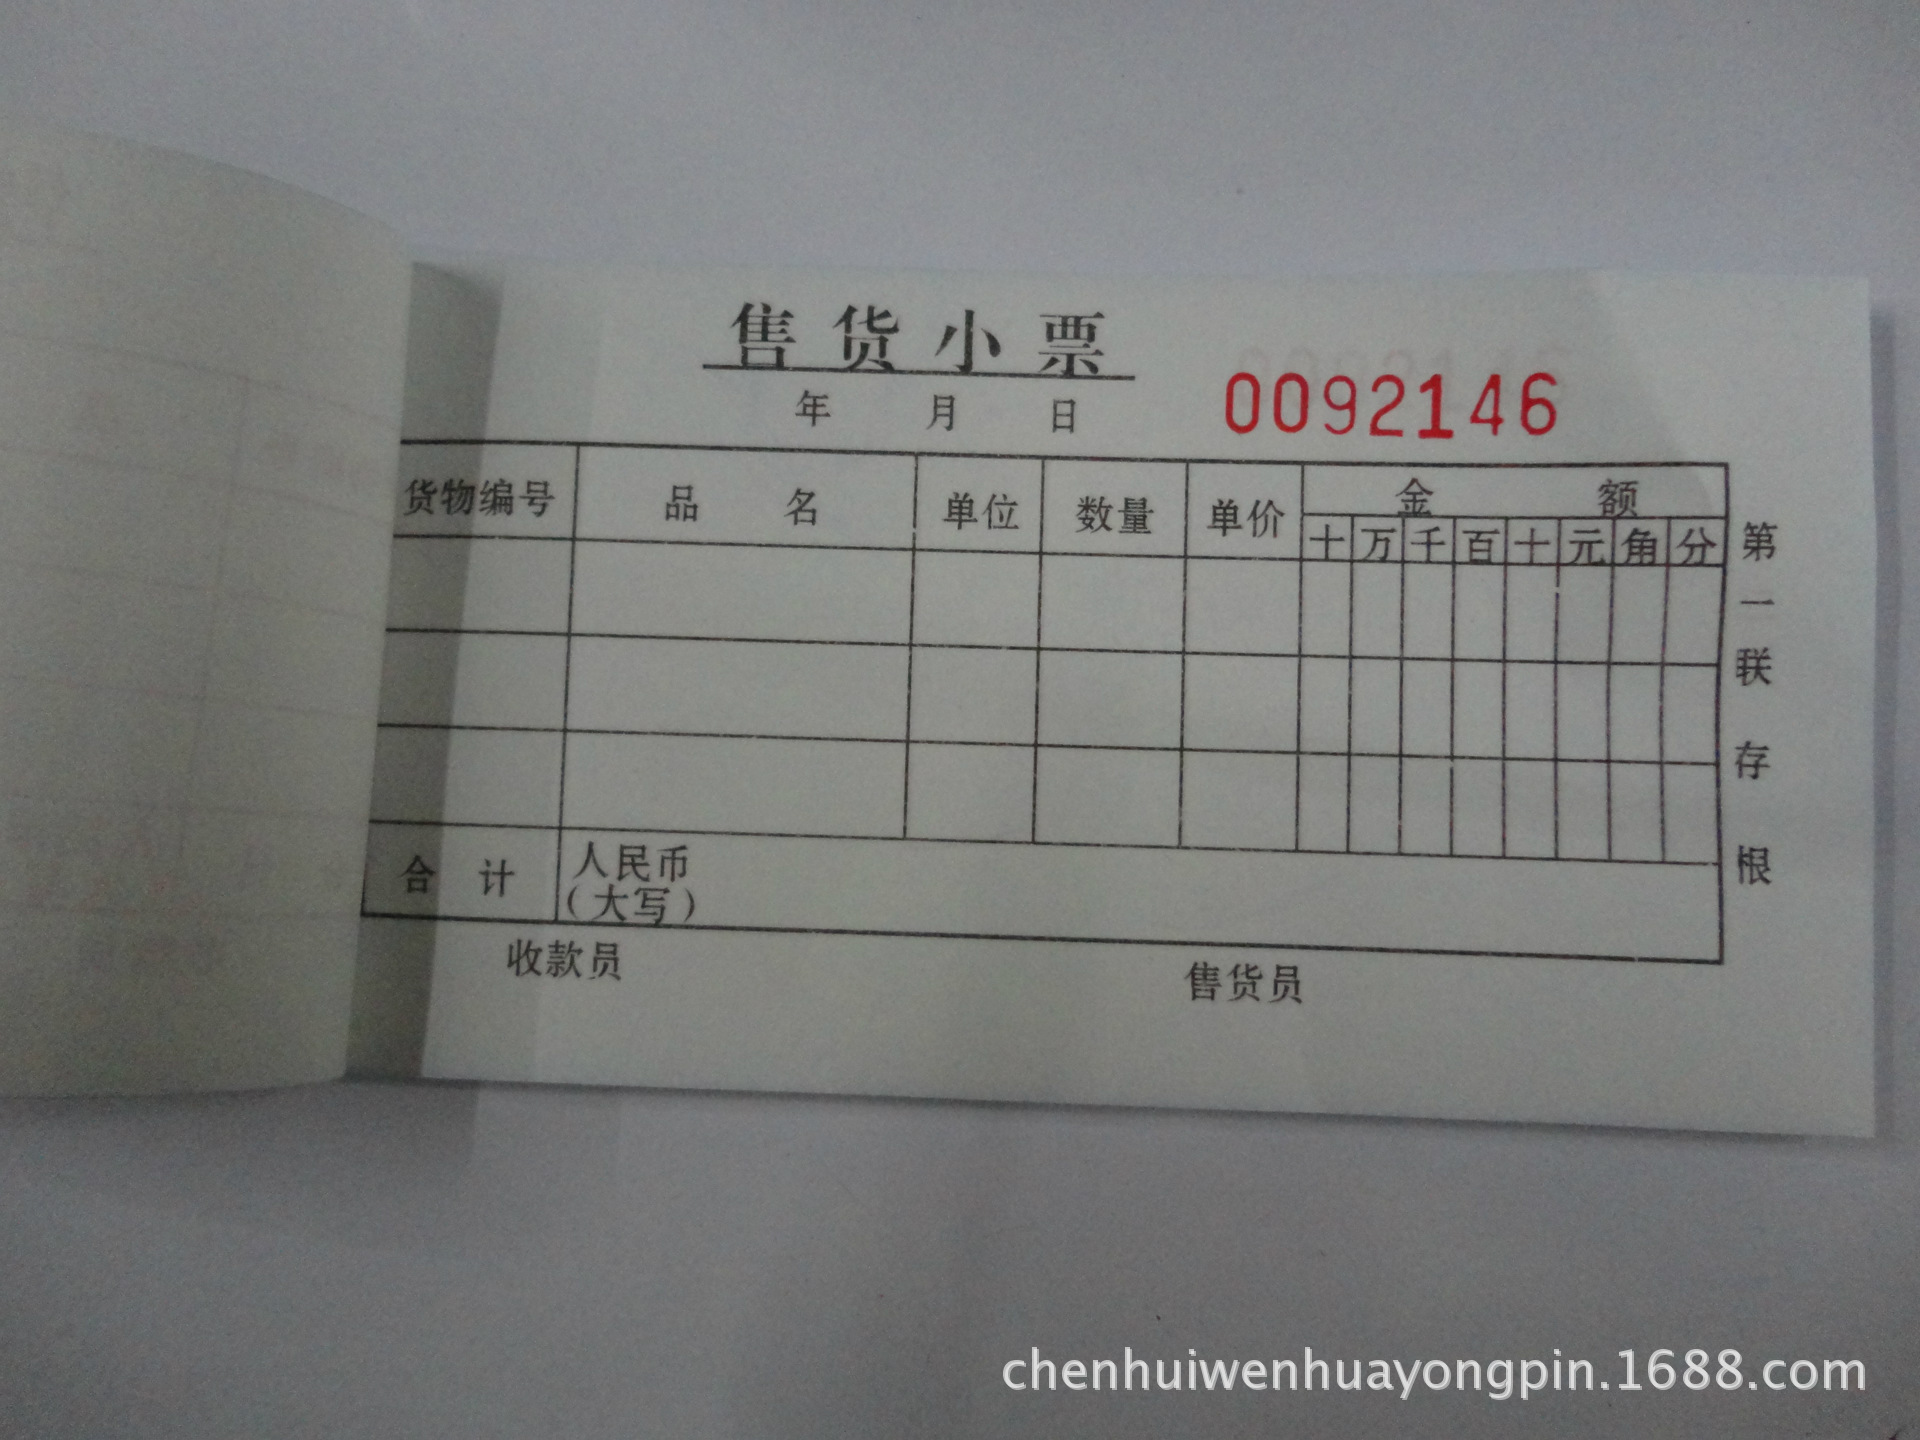 售货小票
年 月 日 0092146
货物编号 品 名 单位 数量 单价 金 额
十 万 千 百 十 元 角 分
合 计 人民币
(大写)
收款员 售货员
第一联 存根
chenhuiwenhuayongpin.1688.com